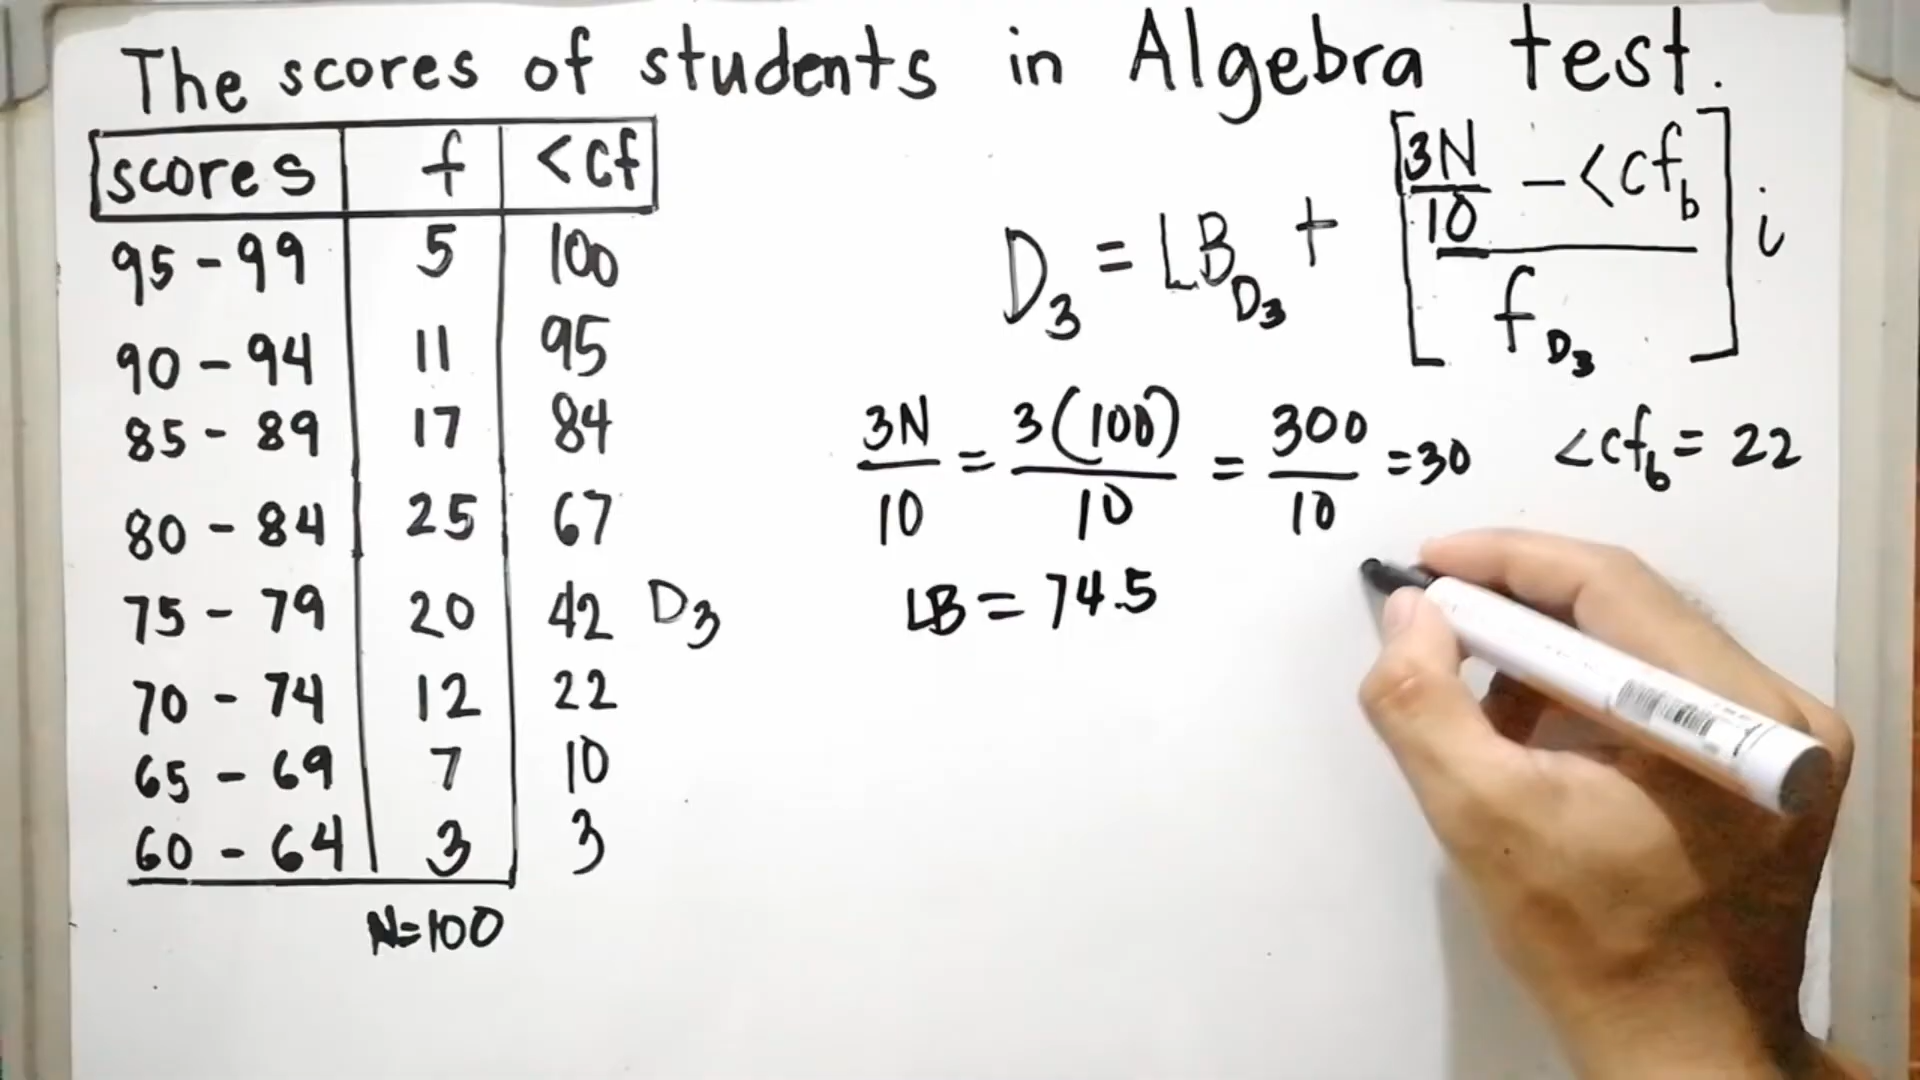 The scores of students in Algebra test.
scores f <cf
95 - 99 5 100
90 - 94 11 95
85 - 89 17 84
80 - 84 25 67
75 - 79 20 42 D3
70 - 74 12 22
65 - 69 7 10
60 - 64 3 3
N=100
D3 = LBD3 + [3N/10 - <cfb / fD3] i
3N/10 = 3(100)/10 = 300/10 = 30
<cfb = 22
LB = 74.5